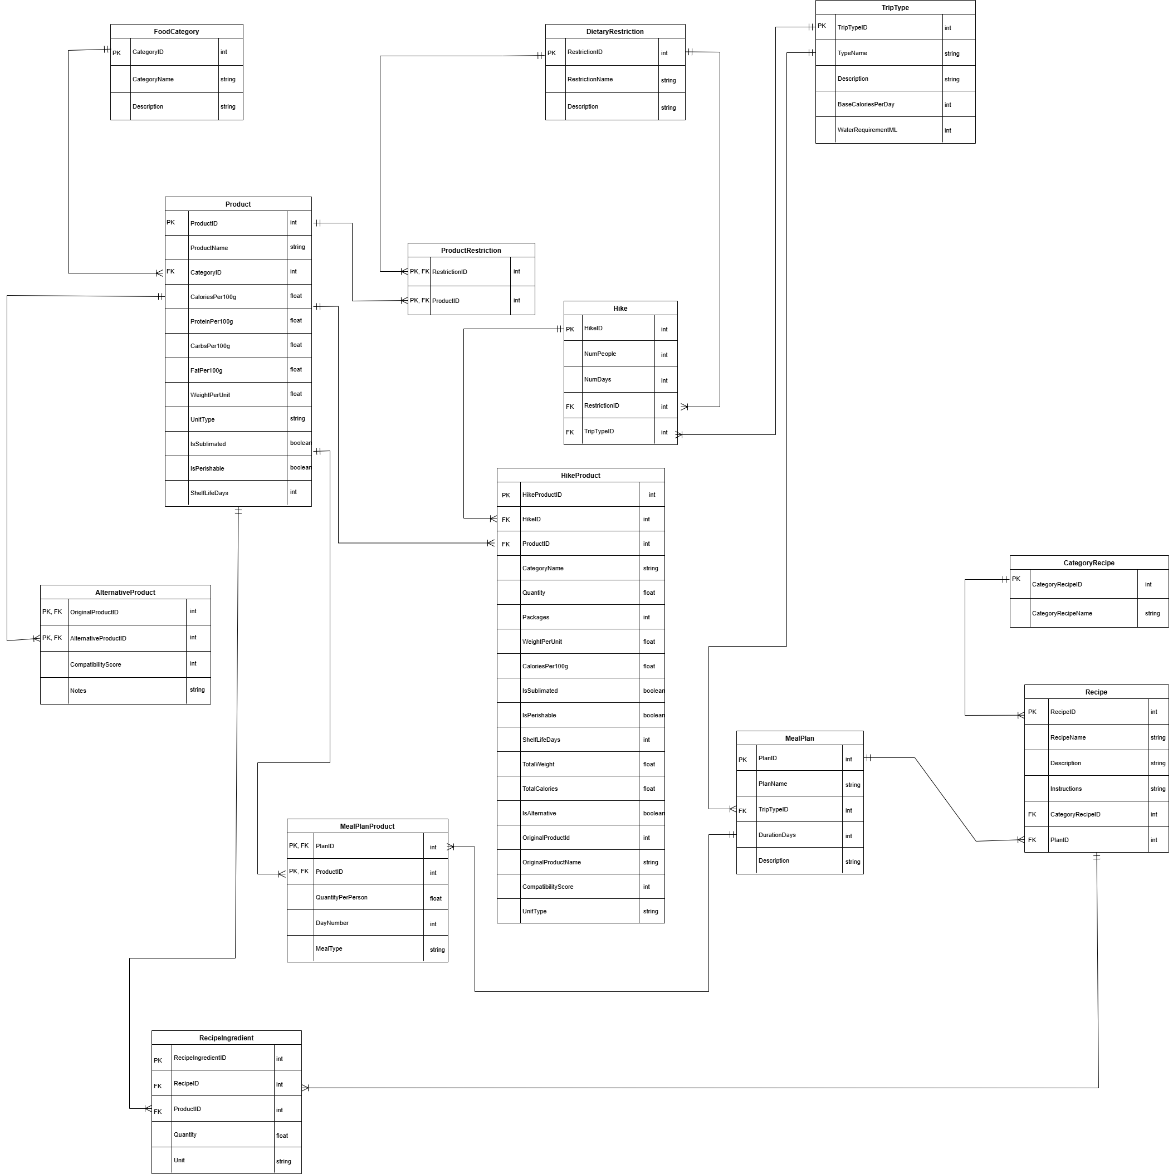 FoodCategory
PK CategoryID int
CategoryName string
Description string
DietaryRestriction
PK RestrictionID int
RestrictionName string
Description string
TripType
PK TripTypeID int
TypeName string
Description string
BaseCaloriesPerDay int
WaterRequirementML int
Product
PK ProductID int
ProductName string
FK CategoryID int
CaloriesPer100g float
ProteinPer100g float
CarbsPer100g float
FatPer100g float
WeightPerUnit float
UnitType string
IsSublimated boolean
IsPerishable boolean
ShelfLifeDays int
ProductRestriction
PK, FK RestrictionID int
PK, FK ProductID int
Hike
PK HikeID int
NumPeople int
NumDays int
FK RestrictionID int
FK TripTypeID int
HikeProduct
PK HikeProductID int
FK HikeID int
FK ProductID int
CategoryName string
Quantity float
Packages int
WeightPerUnit float
CaloriesPer100g float
IsSublimated boolean
IsPerishable boolean
ShelfLifeDays int
TotalWeight float
TotalCalories float
IsAlternative boolean
OriginalProductId int
OriginalProductName string
CompatibilityScore int
UnitType string
AlternativeProduct
PK, FK OriginalProductID int
PK, FK AlternativeProductID int
CompatibilityScore int
Notes string
CategoryRecipe
PK CategoryRecipeID int
CategoryRecipeName string
Recipe
PK RecipeID int
RecipeName string
Description string
Instructions string
FK CategoryRecipeID int
FK PlanID int
MealPlan
PK PlanID int
PlanName string
FK TripTypeID int
DurationDays int
Description string
MealPlanProduct
PK, FK PlanID int
PK, FK ProductID int
QuantityPerPerson float
DayNumber int
MealType string
RecipeIngredient
PK RecipeIngredientID int
FK RecipeID int
FK ProductID int
Quantity float
Unit string